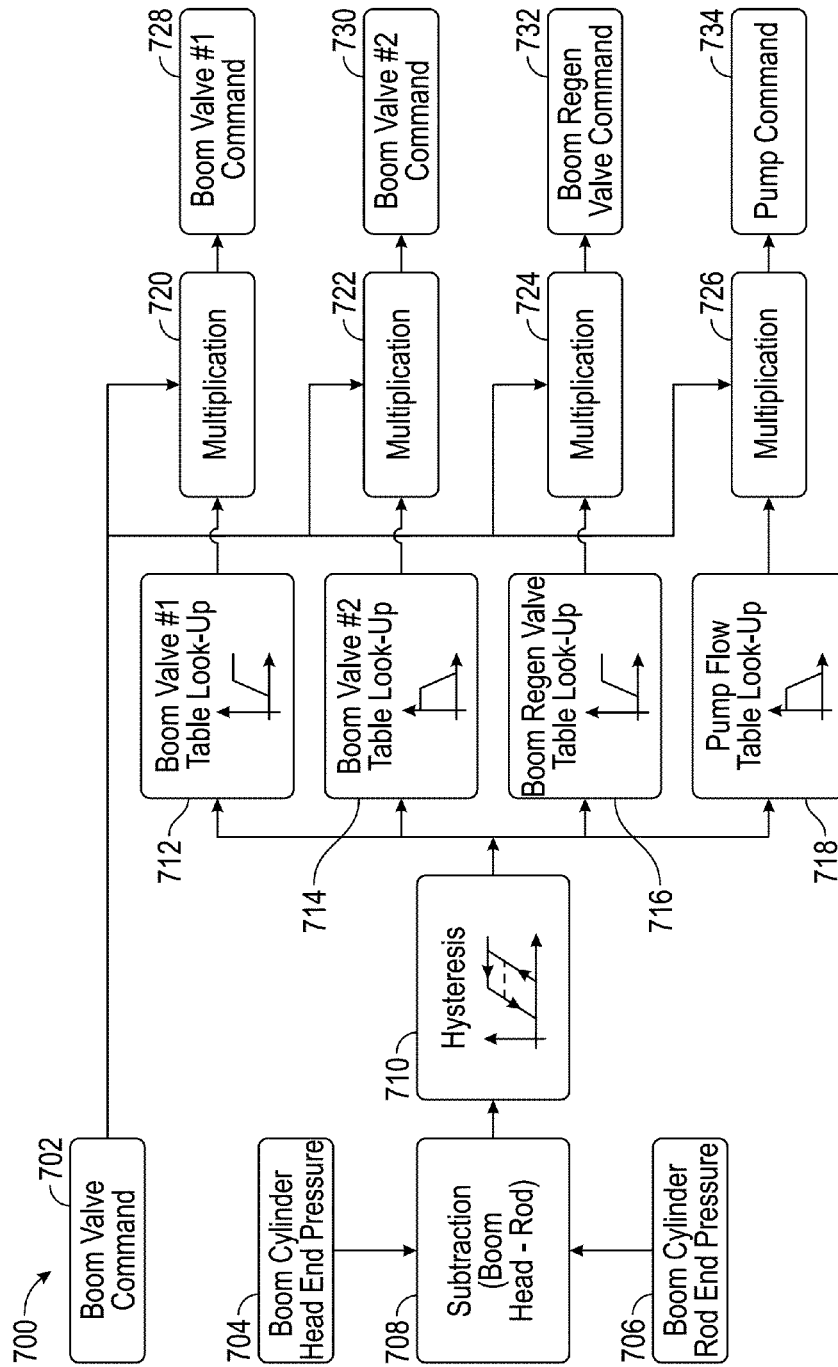 700
702
Boom Valve
Command
704
Boom Cylinder
Head End Pressure
708
Subtraction
(Boom
Head - Rod)
706
Boom Cylinder
Rod End Pressure
710
Hysteresis
712
Boom Valve #1
Table Look-Up
714
Boom Valve #2
Table Look-Up
716
Boom Regen Valve
Table Look-Up
718
Pump Flow
Table Look-Up
720
Multiplication
722
Multiplication
724
Multiplication
726
Multiplication
728
Boom Valve #1
Command
730
Boom Valve #2
Command
732
Boom Regen
Valve Command
734
Pump Command